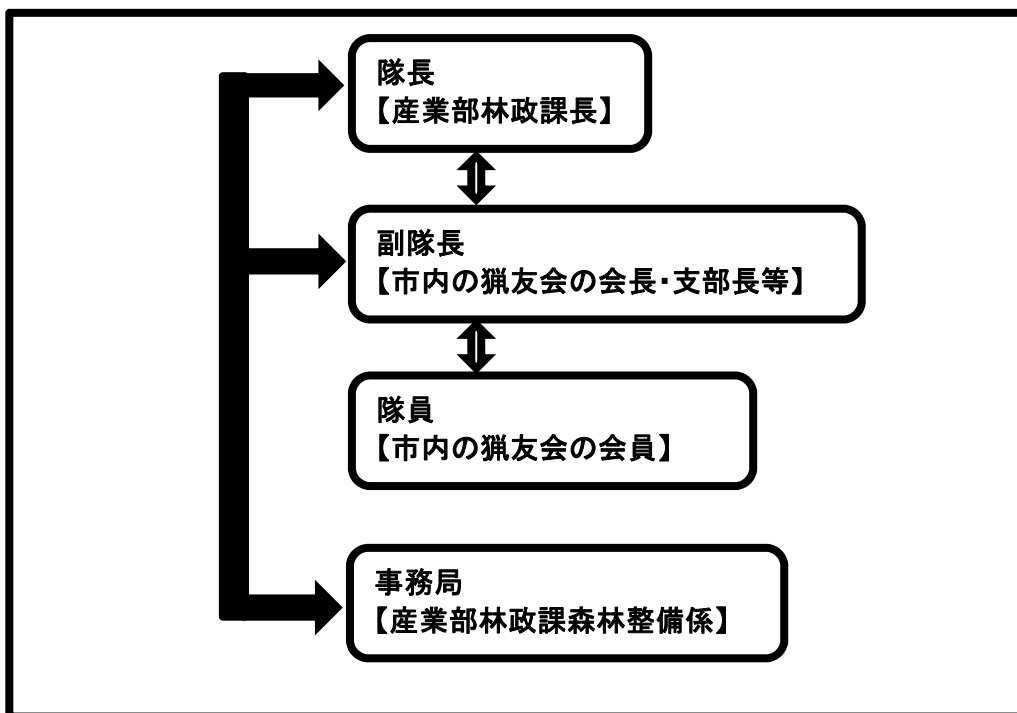 隊長
【産業部林政課長】
副隊長
【市内の猟友会の会長・支部長等】
隊員
【市内の猟友会の会員】
事務局
【産業部林政課森林整備係】